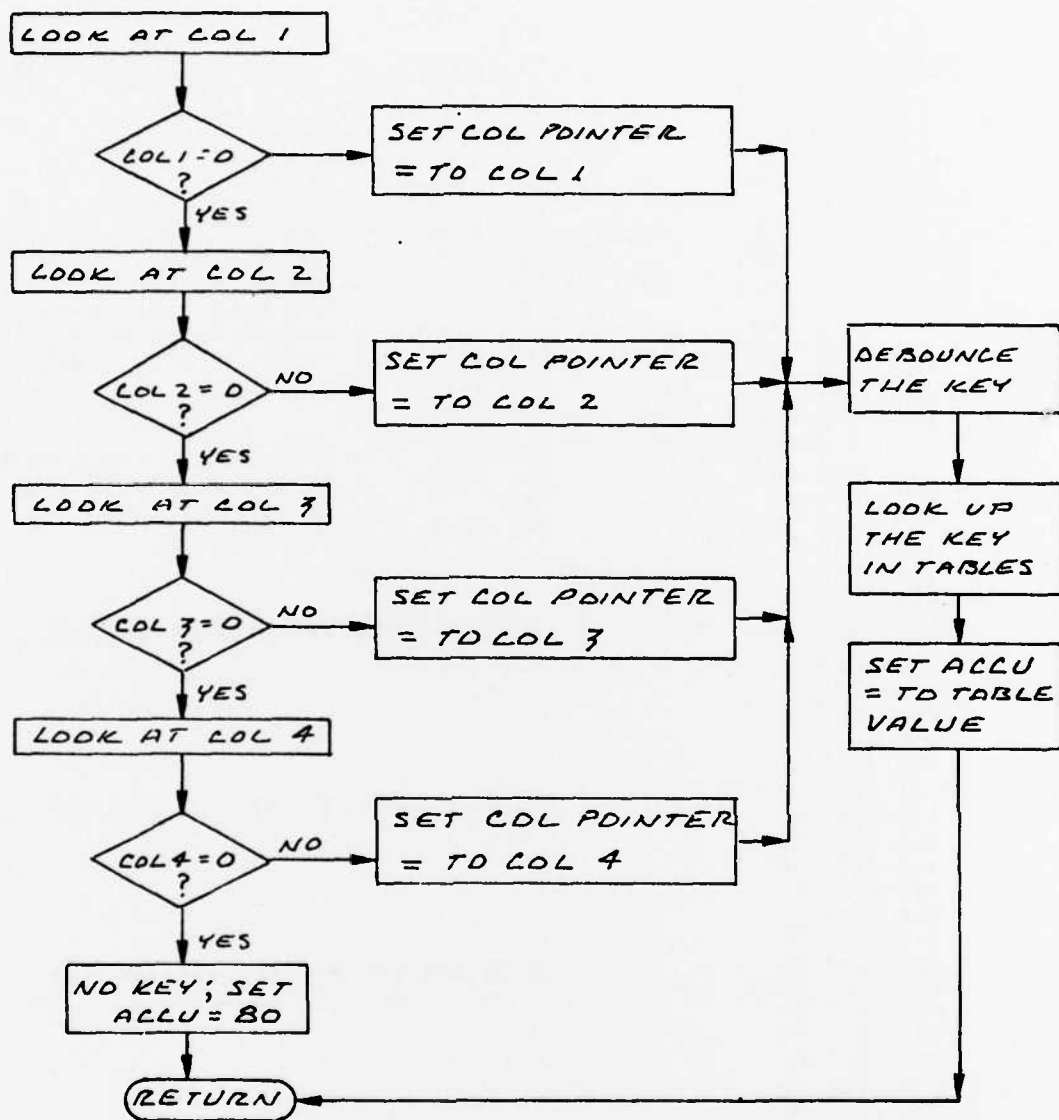 LOOK AT COL 1
COL 1 = 0
?
YES
SET COL POINTER
= TO COL 1
LOOK AT COL 2
COL 2 = 0
?
NO
YES
SET COL POINTER
= TO COL 2
LOOK AT COL 3
COL 3 = 0
?
NO
YES
SET COL POINTER
= TO COL 3
LOOK AT COL 4
COL 4 = 0
?
NO
YES
SET COL POINTER
= TO COL 4
NO KEY; SET
ACCU = 80
RETURN
DEBOUNCE
THE KEY
LOOK UP
THE KEY
IN TABLES
SET ACCU
= TO TABLE
VALUE